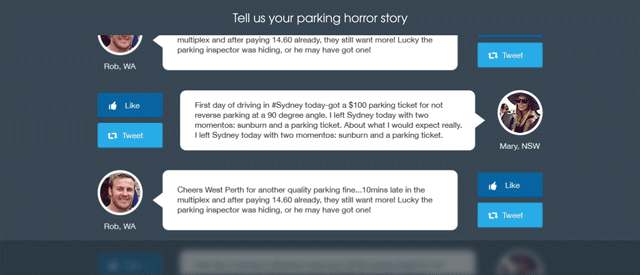 Tell us your parking horror story
multiplex and after paying 14.60 already, they still want more! Lucky the
parking inspector was hiding, or he may have got one!
Rob, WA
Tweet
Like
Tweet
First day of driving in #Sydney today-got a $100 parking ticket for not
reverse parking at a 90 degree angle. I left Sydney today with two
momentos: sunburn and a parking ticket. About what I would expect really.
I left Sydney today with two momentos: sunburn and a parking ticket.
Mary, NSW
Cheers West Perth for another quality parking fine...10mins late in the
multiplex and after paying 14.60 already, they still want more! Lucky the
parking inspector was hiding, or he may have got one!
Rob, WA
Like
Tweet